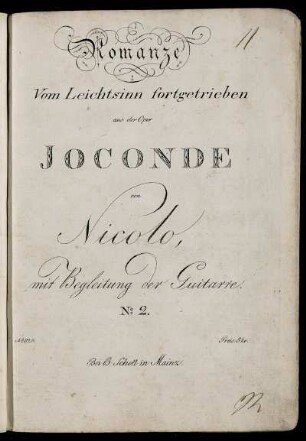 11
Romanze
Vom Leichtsinn fortgetrieben
aus der Oper
JOCONDE
von
Nicolo,
mit Begleitung der Guitarre.
No. 2.
Bei B. Schott in Mainz.